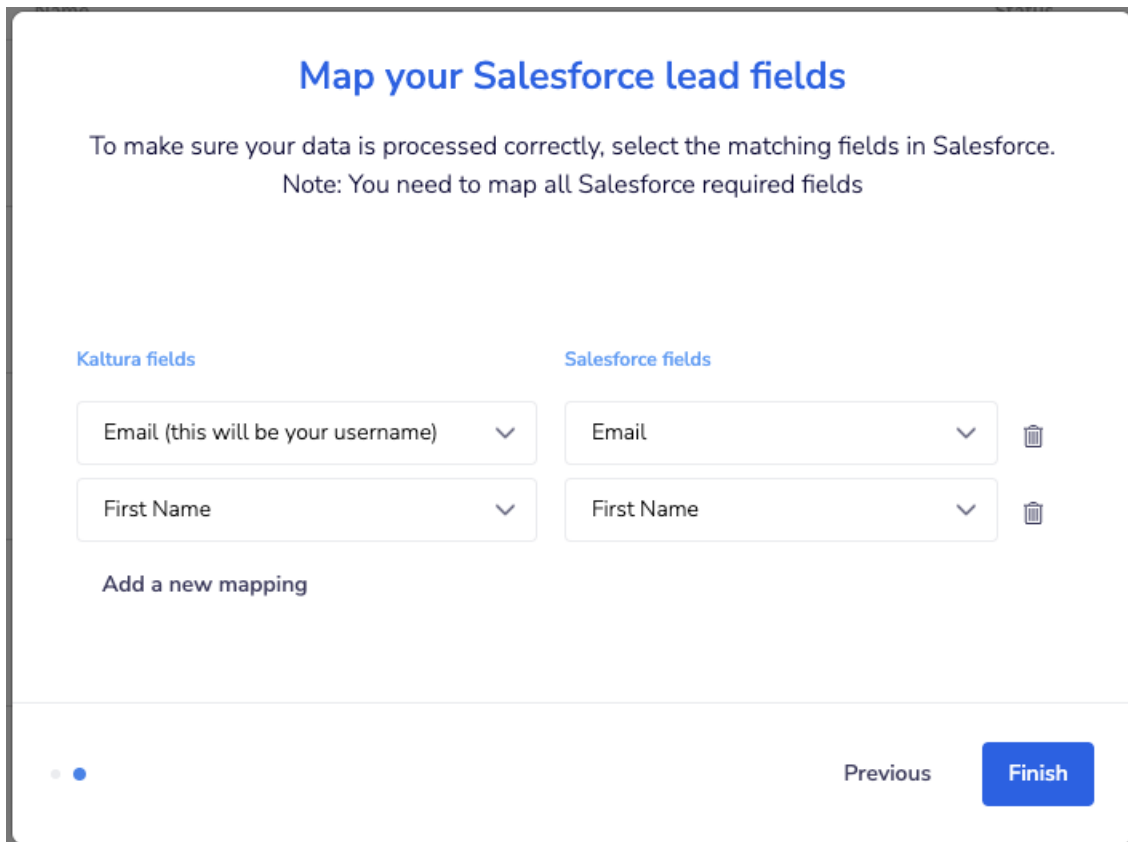 Map your Salesforce lead fields
To make sure your data is processed correctly, select the matching fields in Salesforce.
Note: You need to map all Salesforce required fields
Kaltura fields
Salesforce fields
Email (this will be your username)
Email
First Name
First Name
Add a new mapping
Previous
Finish